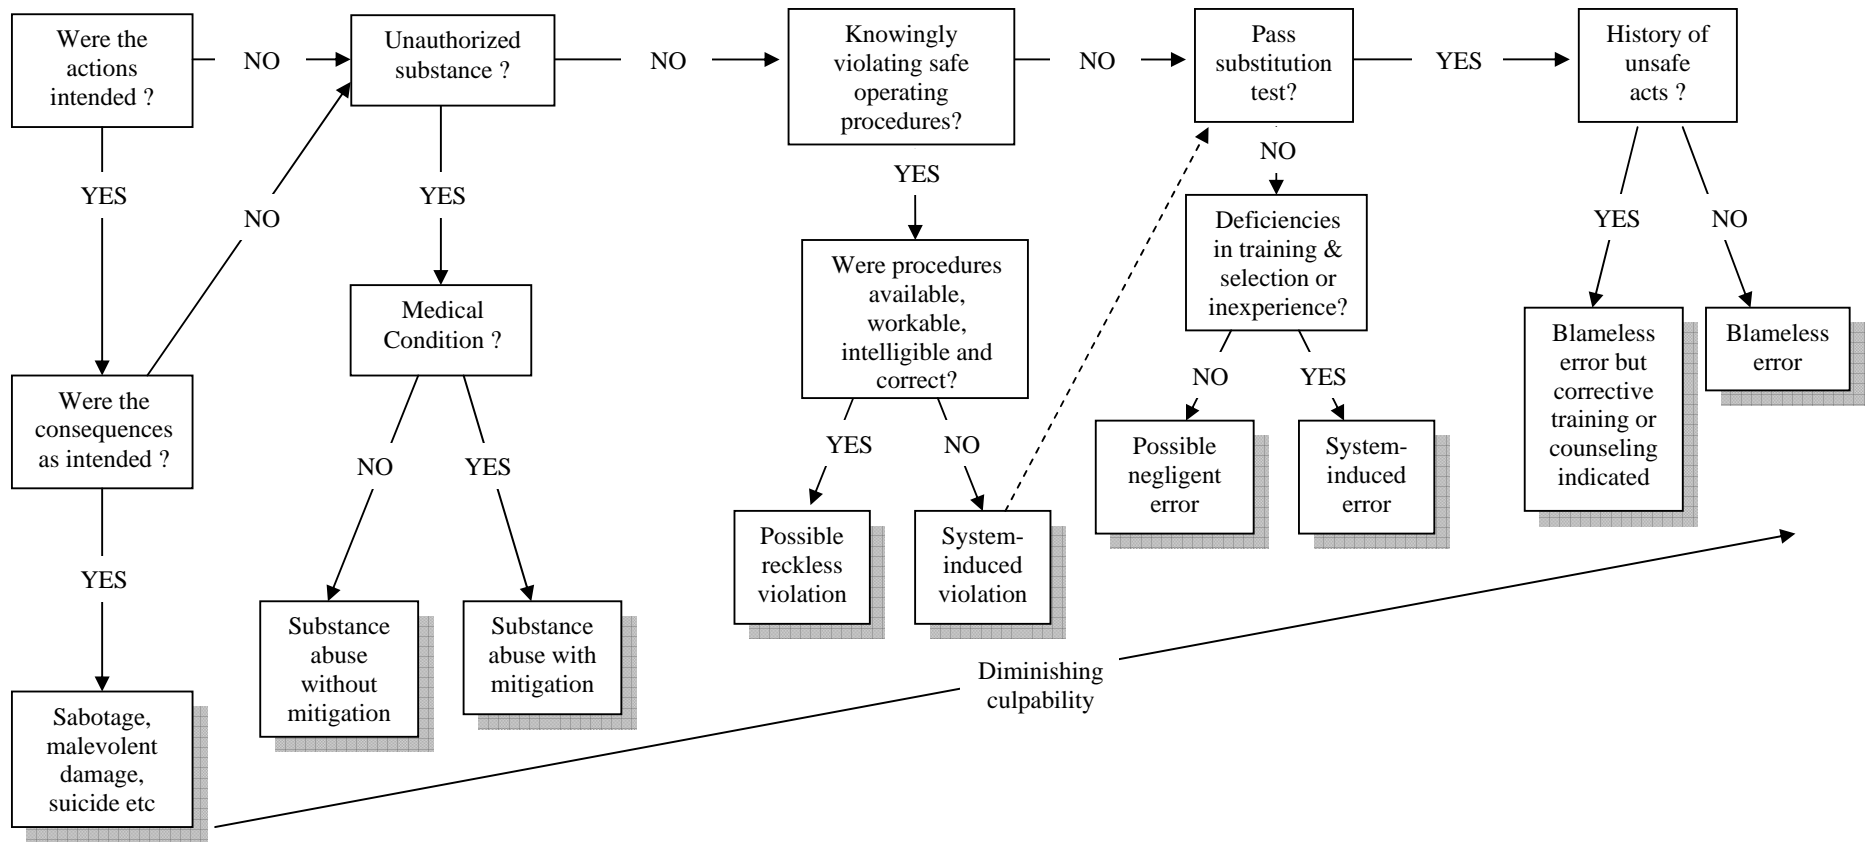 Were the
actions
intended ?
NO
Unauthorized
substance ?
NO
Knowingly
violating safe
operating
procedures?
NO
Pass
substitution
test?
YES
History of
unsafe
acts ?
YES
NO
YES
YES
NO
YES
NO
Were the
consequences
as intended ?
Medical
Condition ?
Were procedures
available,
workable,
intelligible and
correct?
Deficiencies
in training &
selection or
inexperience?
Blameless
error but
corrective
training or
counseling
indicated
Blameless
error
YES
NO
YES
YES
NO
NO
YES
Sabotage,
malevolent
damage,
suicide etc
Substance
abuse
without
mitigation
Substance
abuse with
mitigation
Possible
reckless
violation
System-
induced
violation
Possible
negligent
error
System-
induced
error
Diminishing
culpability